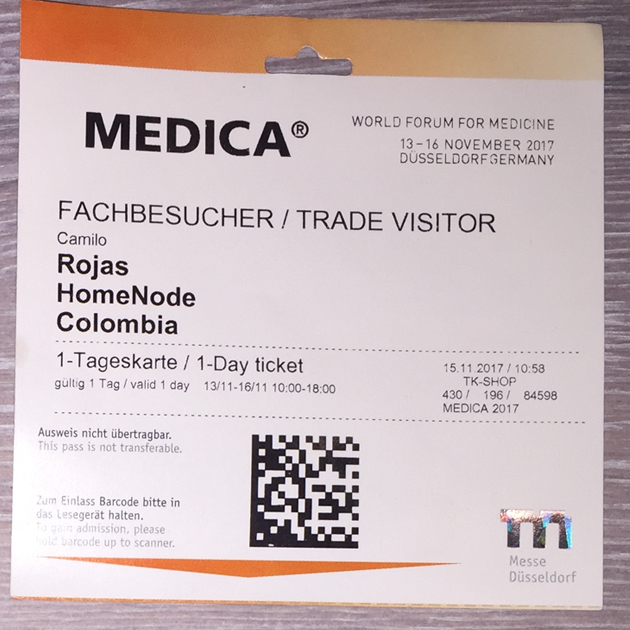 MEDICA®
WORLD FORUM FOR MEDICINE
13–16 NOVEMBER 2017
DÜSSELDORFGERMANY
FACHBESUCHER / TRADE VISITOR
Camilo
Rojas
HomeNode
Colombia
1-Tageskarte / 1-Day ticket
gültig 1 Tag / valid 1 day 13/11-16/11 10:00-18:00
15.11.2017 / 10:58
TK-SHOP
430 / 196 / 84598
MEDICA 2017
Ausweis nicht übertragbar.
This pass is not transferable.
Zum Einlass Barcode bitte in
das Lesegerät halten.
To gain admission, please
hold barcode up to scanner.
Messe
Düsseldorf